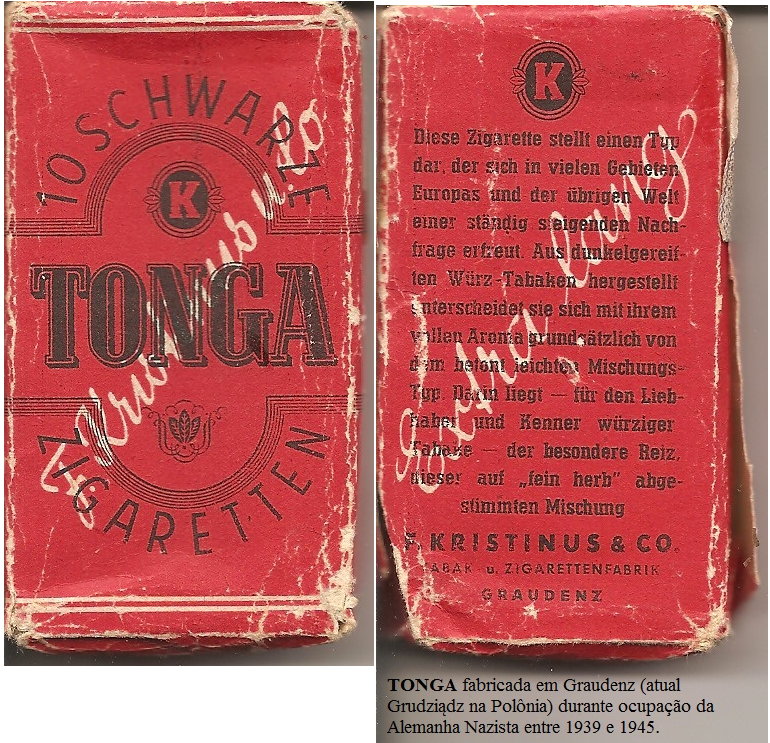 10 SCHWARZE
K
TONGA
ZIGARETTEN
Kristinus u. Co
K
Diese Zigarette stellt einen Typ
dar, der sich in vielen Gebieten
Europas und der übrigen Welt
einer ständig steigenden Nach-
frage erfreut. Aus dunkelgereif-
ten Würz-Tabaken hergestellt
unterscheidet sie sich mit ihrem
vollen Aroma grundsätzlich von
dem betont leichten Mischungs-
Typ. Darin liegt — für den Lieb-
haber und Kenner würziger
Tabake — der besondere Reiz,
dieser auf „fein herb" abge-
stimmten Mischung
Extra lang
F. KRISTINUS & CO.
TABAK- u. ZIGARETTENFABRIK
GRAUDENZ
TONGA fabricada em Graudenz (atual
Grudziądz na Polônia) durante ocupação da
Alemanha Nazista entre 1939 e 1945.